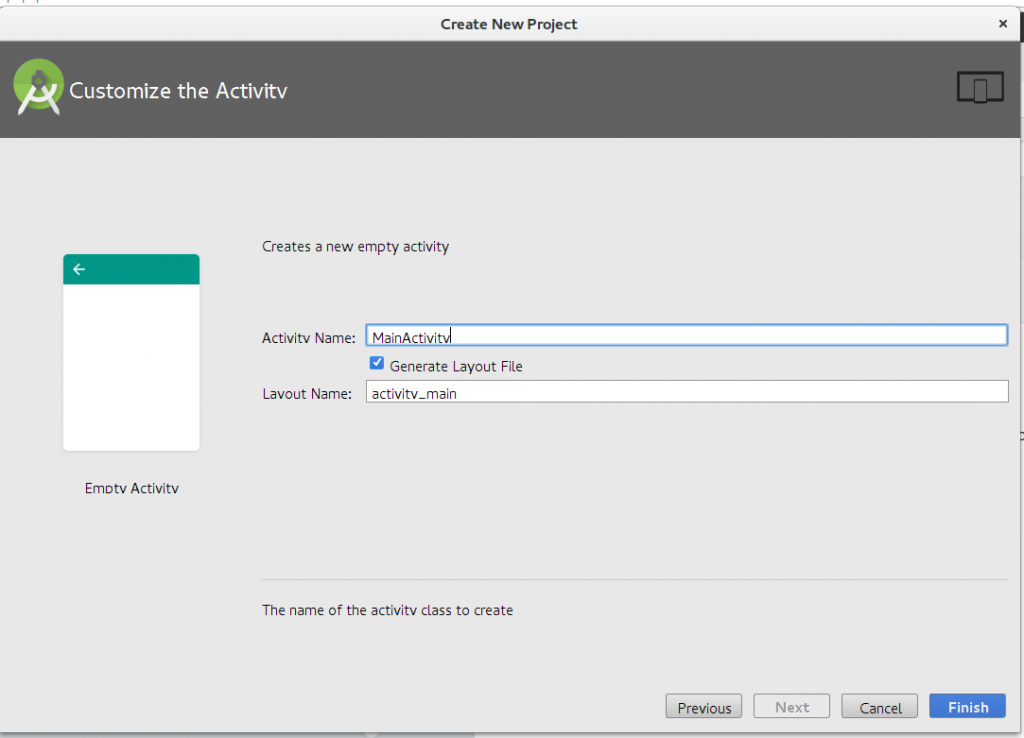 Create New Project
Customize the Activity
Creates a new empty activity
Activity Name: MainActivity
Generate Layout File
Layout Name: activity_main
Empty Activity
The name of the activity class to create
Previous Next Cancel Finish